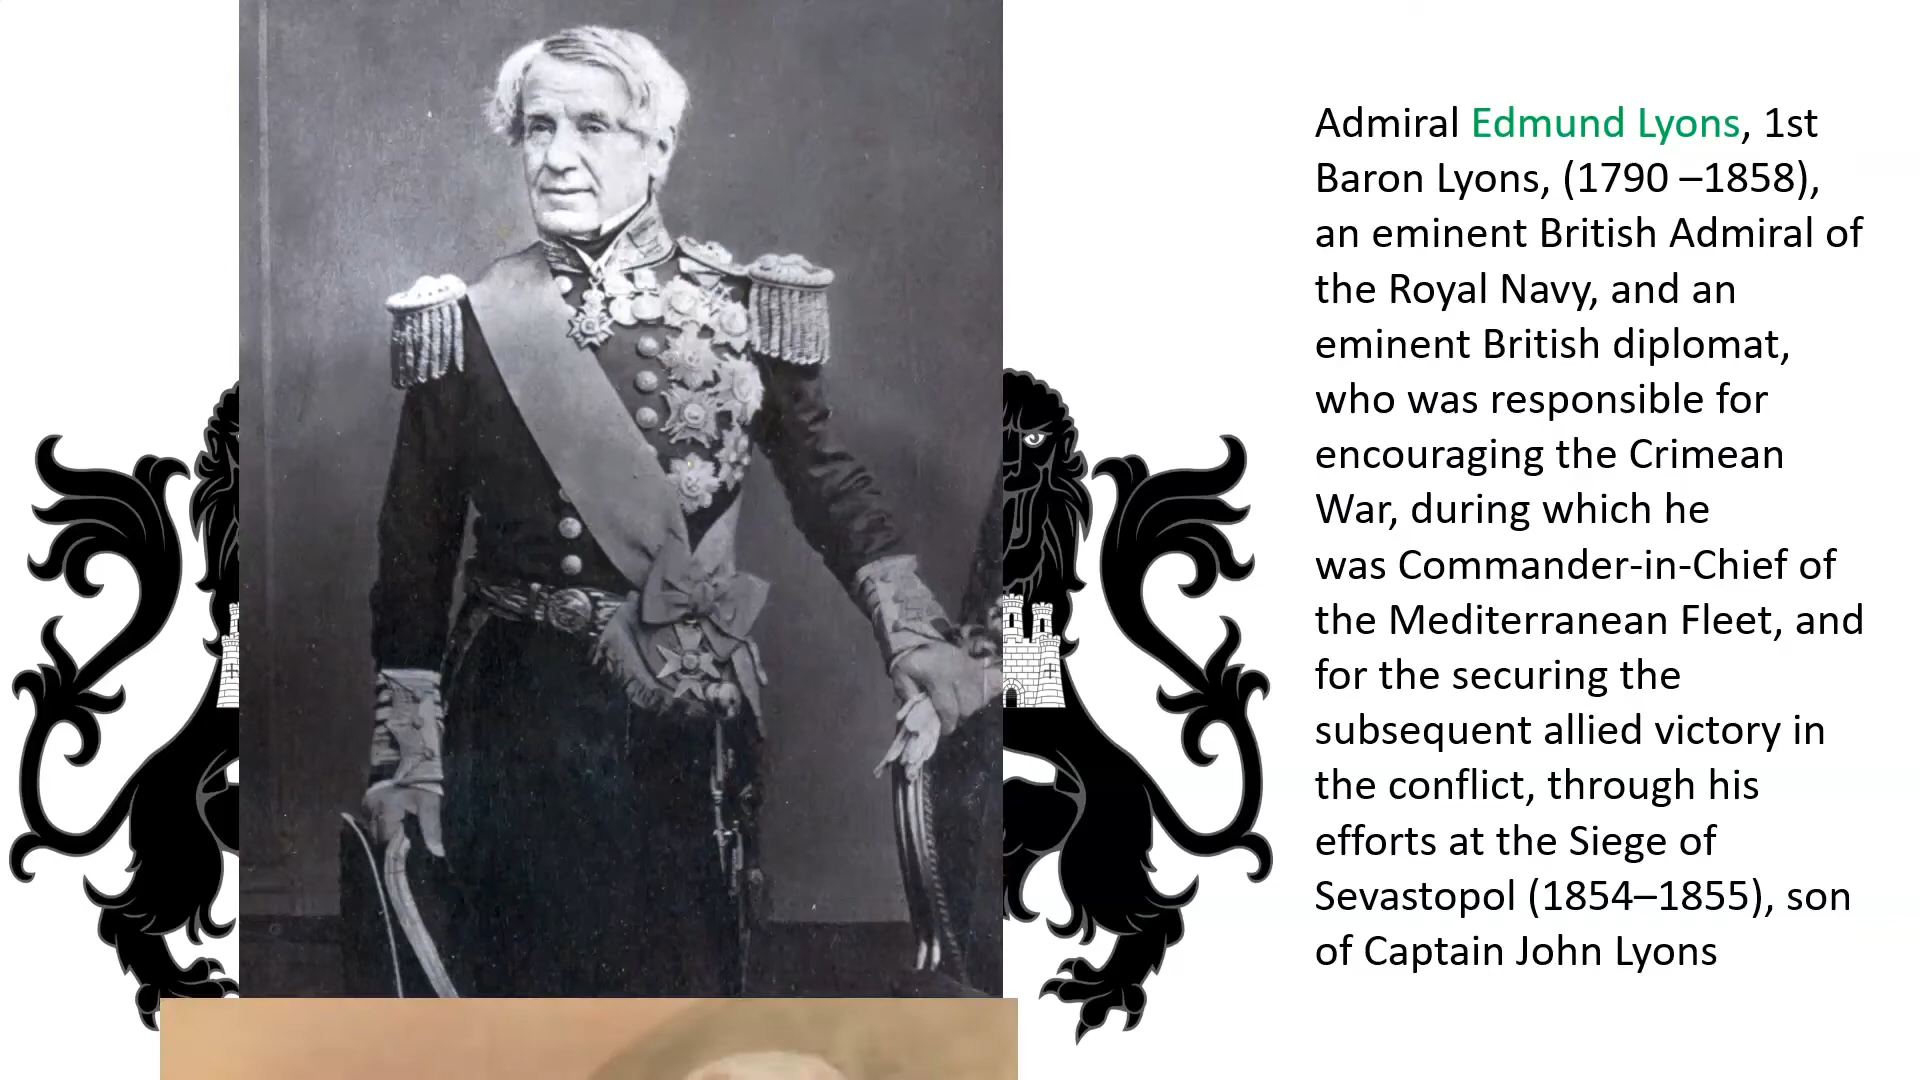 Admiral Edmund Lyons, 1st
Baron Lyons, (1790 –1858),
an eminent British Admiral of
the Royal Navy, and an
eminent British diplomat,
who was responsible for
encouraging the Crimean
War, during which he
was Commander-in-Chief of
the Mediterranean Fleet, and
for the securing the
subsequent allied victory in
the conflict, through his
efforts at the Siege of
Sevastopol (1854–1855), son
of Captain John Lyons